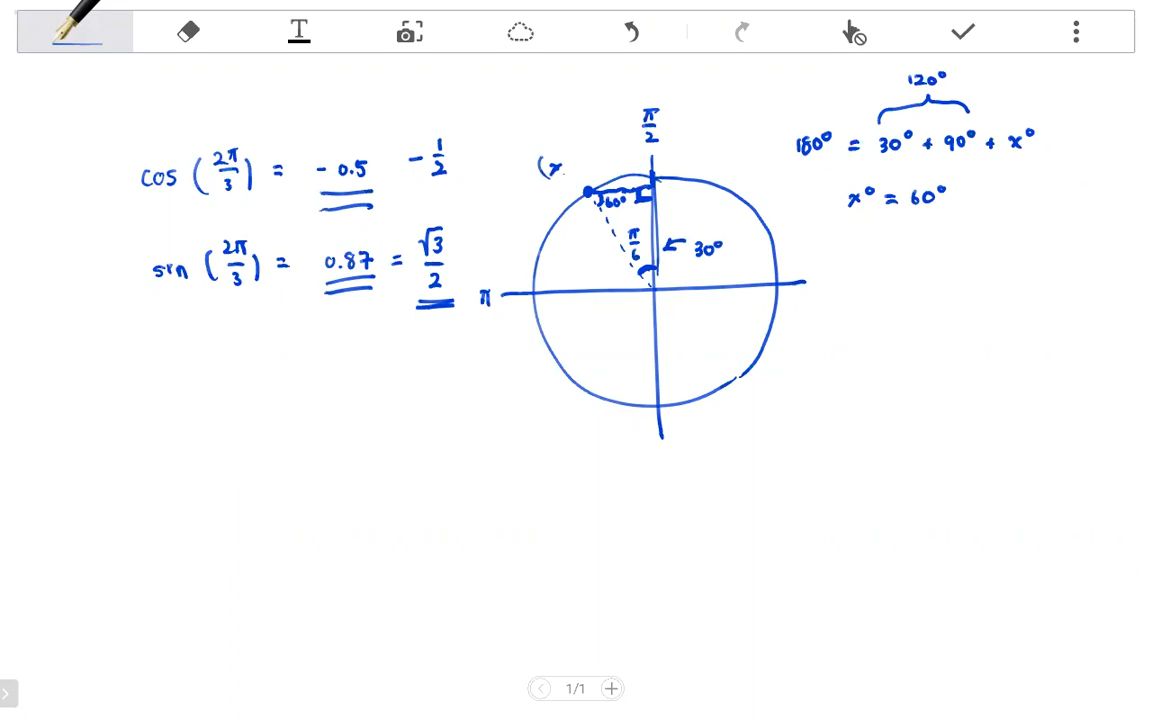 T
120°
180° = 30° + 90° + x°
x° = 60°
cos (2π/3) = - 0.5 - 1/2
sin (2π/3) = 0.87 = √3/2
π/2
(x
60°
π/6
30°
π
1/1